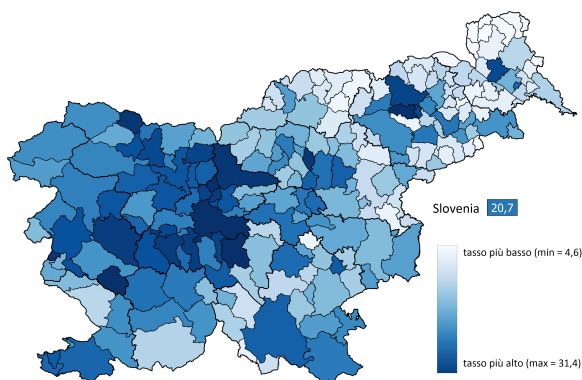 Slovenia 20,7
tasso più basso (min = 4,6)
tasso più alto (max = 31,4)